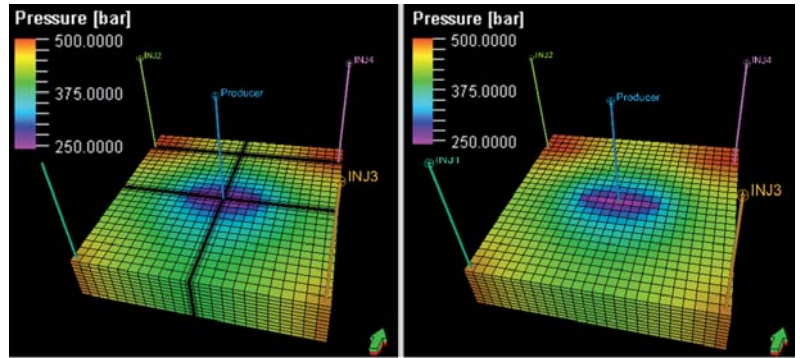 Pressure [bar]
500.0000
375.0000
250.0000
INJ2
INJ4
Producer
INJ3
Pressure [bar]
500.0000
375.0000
250.0000
INJ2
INJ4
Producer
INJ1
INJ3